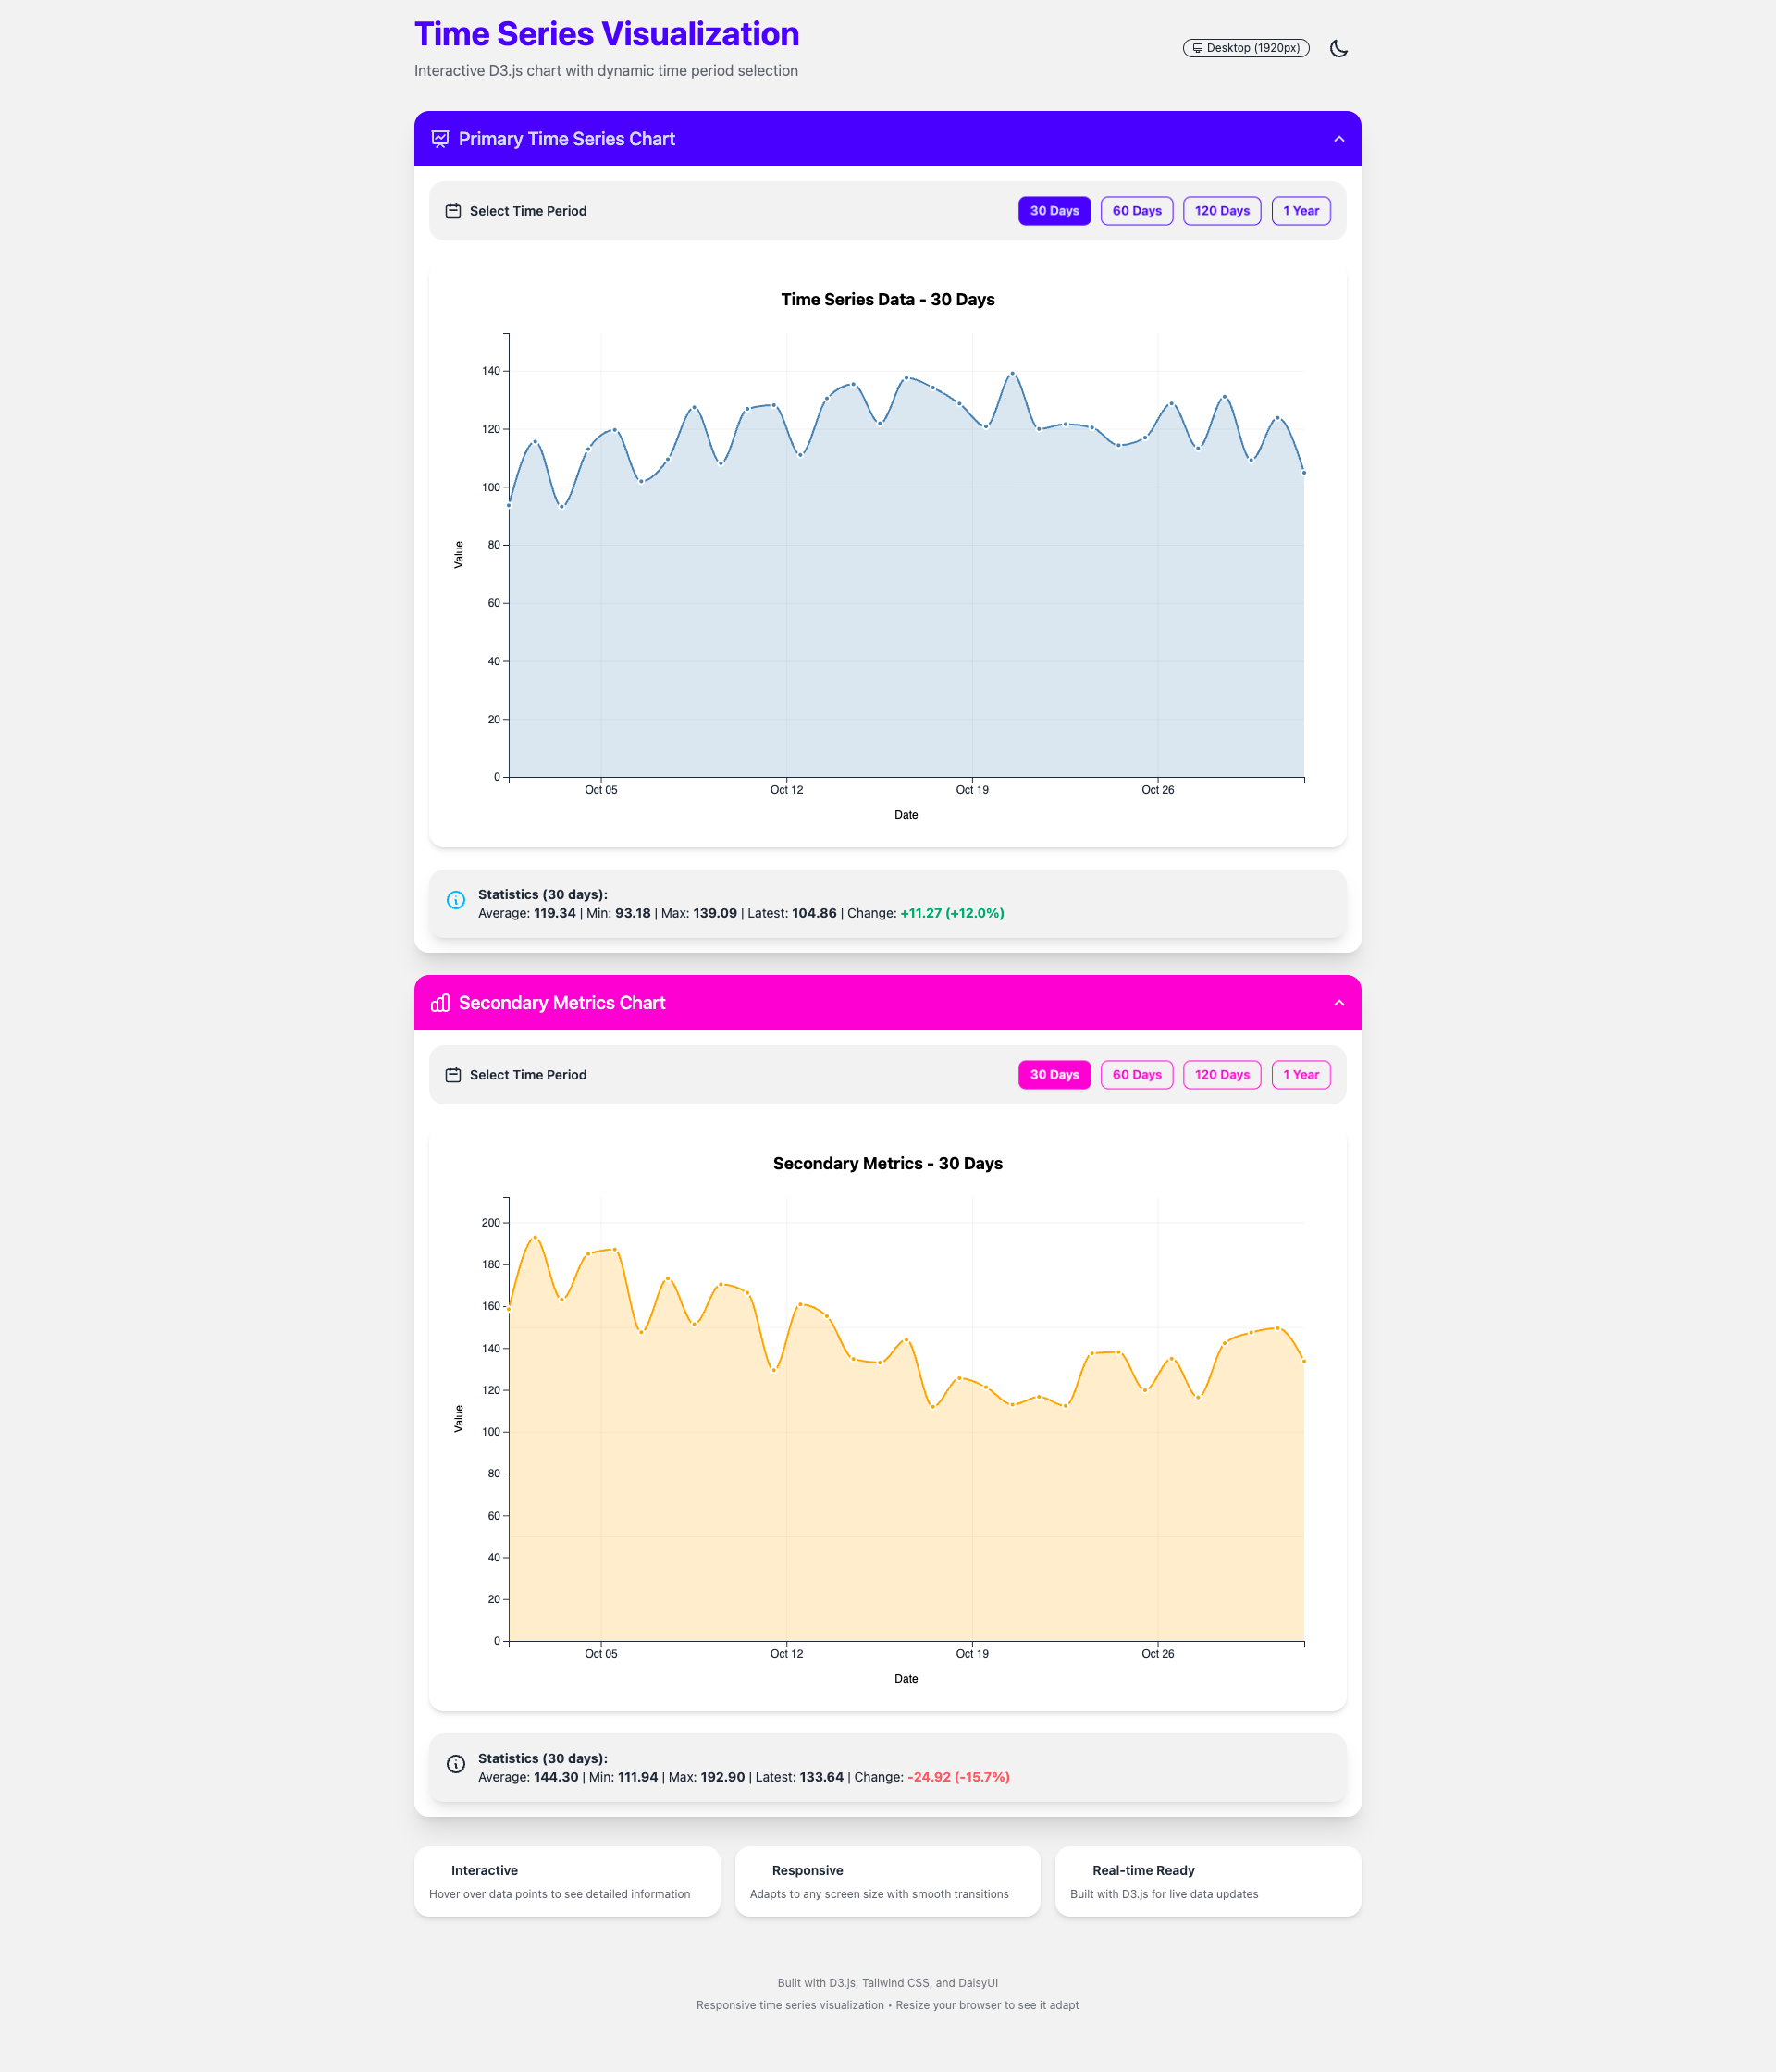 Time Series Visualization
Interactive D3.js chart with dynamic time period selection
Desktop (1920px)
Primary Time Series Chart
Select Time Period
30 Days
60 Days
120 Days
1 Year
Time Series Data - 30 Days
140
120
100
80
60
40
20
0
Value
Oct 05
Oct 12
Oct 19
Oct 26
Date
Statistics (30 days):
Average: 119.34 | Min: 93.18 | Max: 139.09 | Latest: 104.86 | Change: +11.27 (+12.0%)
Secondary Metrics Chart
Select Time Period
30 Days
60 Days
120 Days
1 Year
Secondary Metrics - 30 Days
200
180
160
140
120
100
80
60
40
20
0
Value
Oct 05
Oct 12
Oct 19
Oct 26
Date
Statistics (30 days):
Average: 144.30 | Min: 111.94 | Max: 192.90 | Latest: 133.64 | Change: -24.92 (-15.7%)
Interactive
Hover over data points to see detailed information
Responsive
Adapts to any screen size with smooth transitions
Real-time Ready
Built with D3.js for live data updates
Built with D3.js, Tailwind CSS, and DaisyUI
Responsive time series visualization • Resize your browser to see it adapt